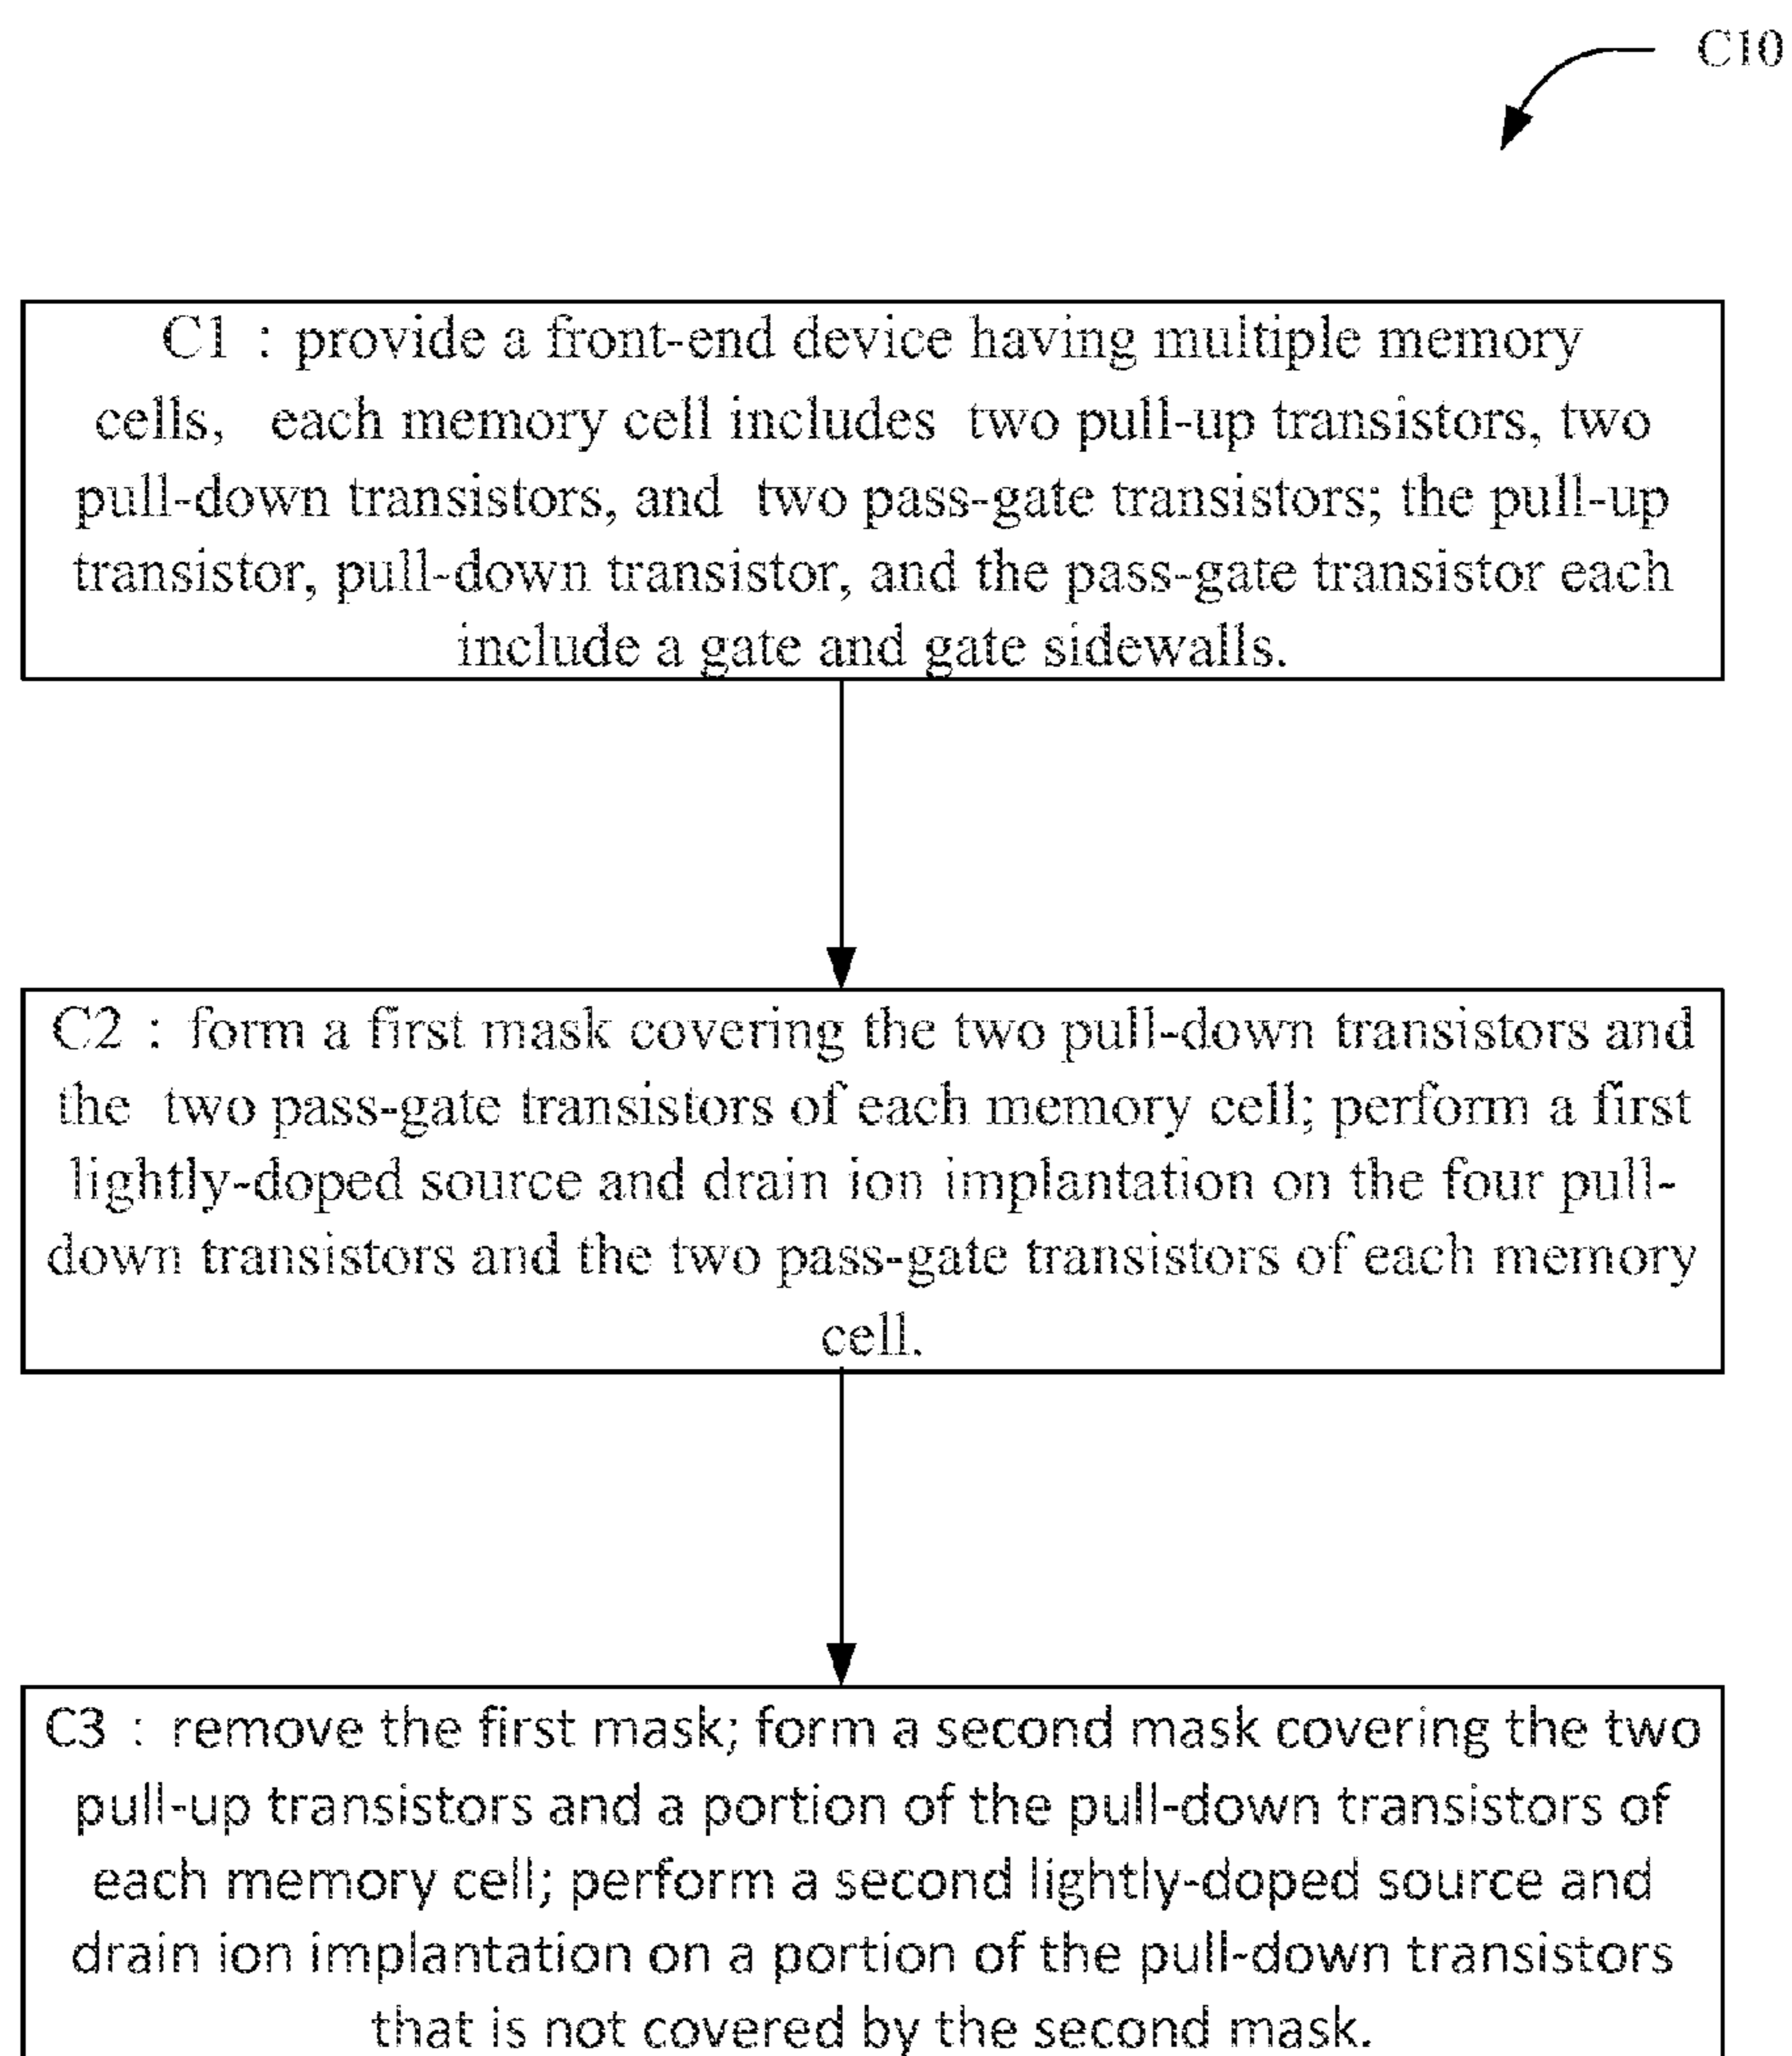 C10
C1 : provide a front-end device having multiple memory
cells, each memory cell includes two pull-up transistors, two
pull-down transistors, and two pass-gate transistors; the pull-up
transistor, pull-down transistor, and the pass-gate transistor each
include a gate and gate sidewalls.
C2 : form a first mask covering the two pull-down transistors and
the two pass-gate transistors of each memory cell; perform a first
lightly-doped source and drain ion implantation on the four pull-
down transistors and the two pass-gate transistors of each memory
cell.
C3 : remove the first mask; form a second mask covering the two
pull-up transistors and a portion of the pull-down transistors of
each memory cell; perform a second lightly-doped source and
drain ion implantation on a portion of the pull-down transistors
that is not covered by the second mask.